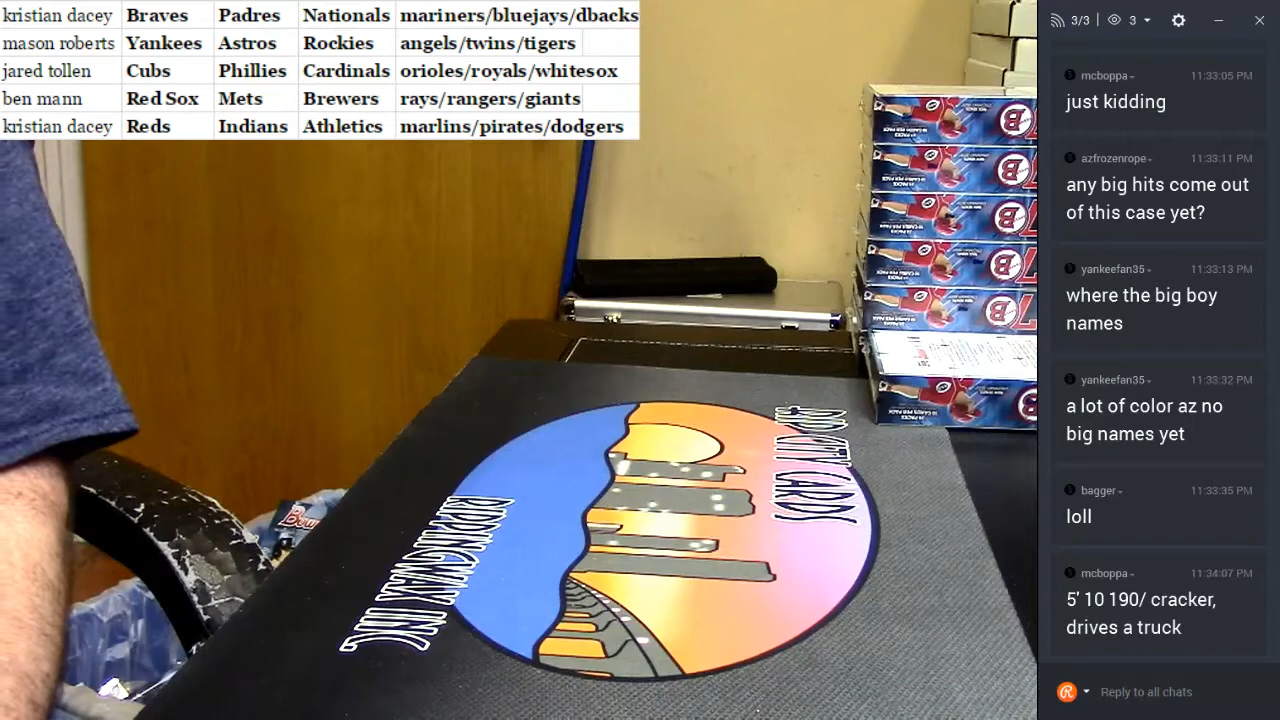 kristian dacey Braves Padres Nationals mariners/bluejays/dbacks
mason roberts Yankees Astros Rockies angels/twins/tigers
jared tollen Cubs Phillies Cardinals orioles/royals/whitesox
ben mann Red Sox Mets Brewers rays/rangers/giants
kristian dacey Reds Indians Athletics marlins/pirates/dodgers
RIP CITY CARDS
RIPPINGWAX INC.
3/3 3
mcboppa 11:33:05 PM
just kidding
azfrozenrope 11:33:11 PM
any big hits come out
of this case yet?
yankeefan35 11:33:13 PM
where the big boy
names
yankeefan35 11:33:32 PM
a lot of color az no
big names yet
bagger 11:33:35 PM
loll
mcboppa 11:34:07 PM
5' 10 190/ cracker,
drives a truck
Reply to all chats